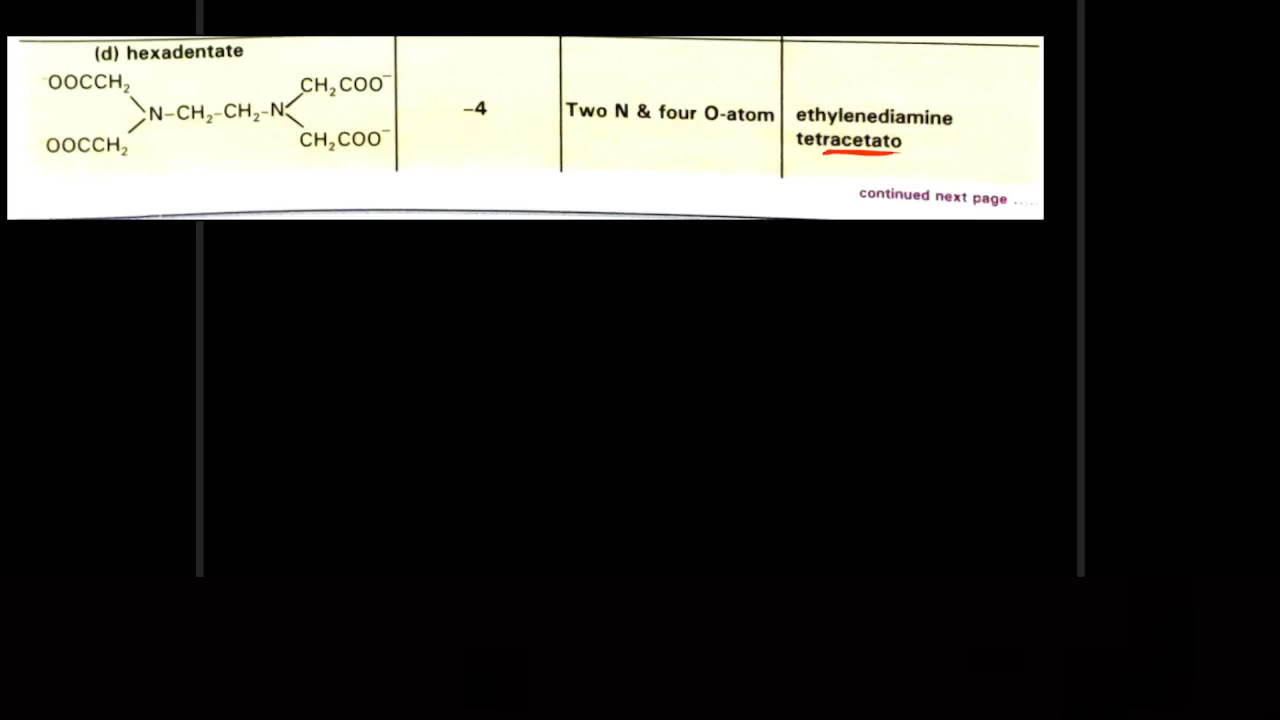 (d) hexadentate
⁻OOCCH₂ CH₂COO⁻
N–CH₂–CH₂–N
OOCCH₂ CH₂COO⁻
–4
Two N & four O-atom
ethylenediamine
tetracetato
continued next page .....